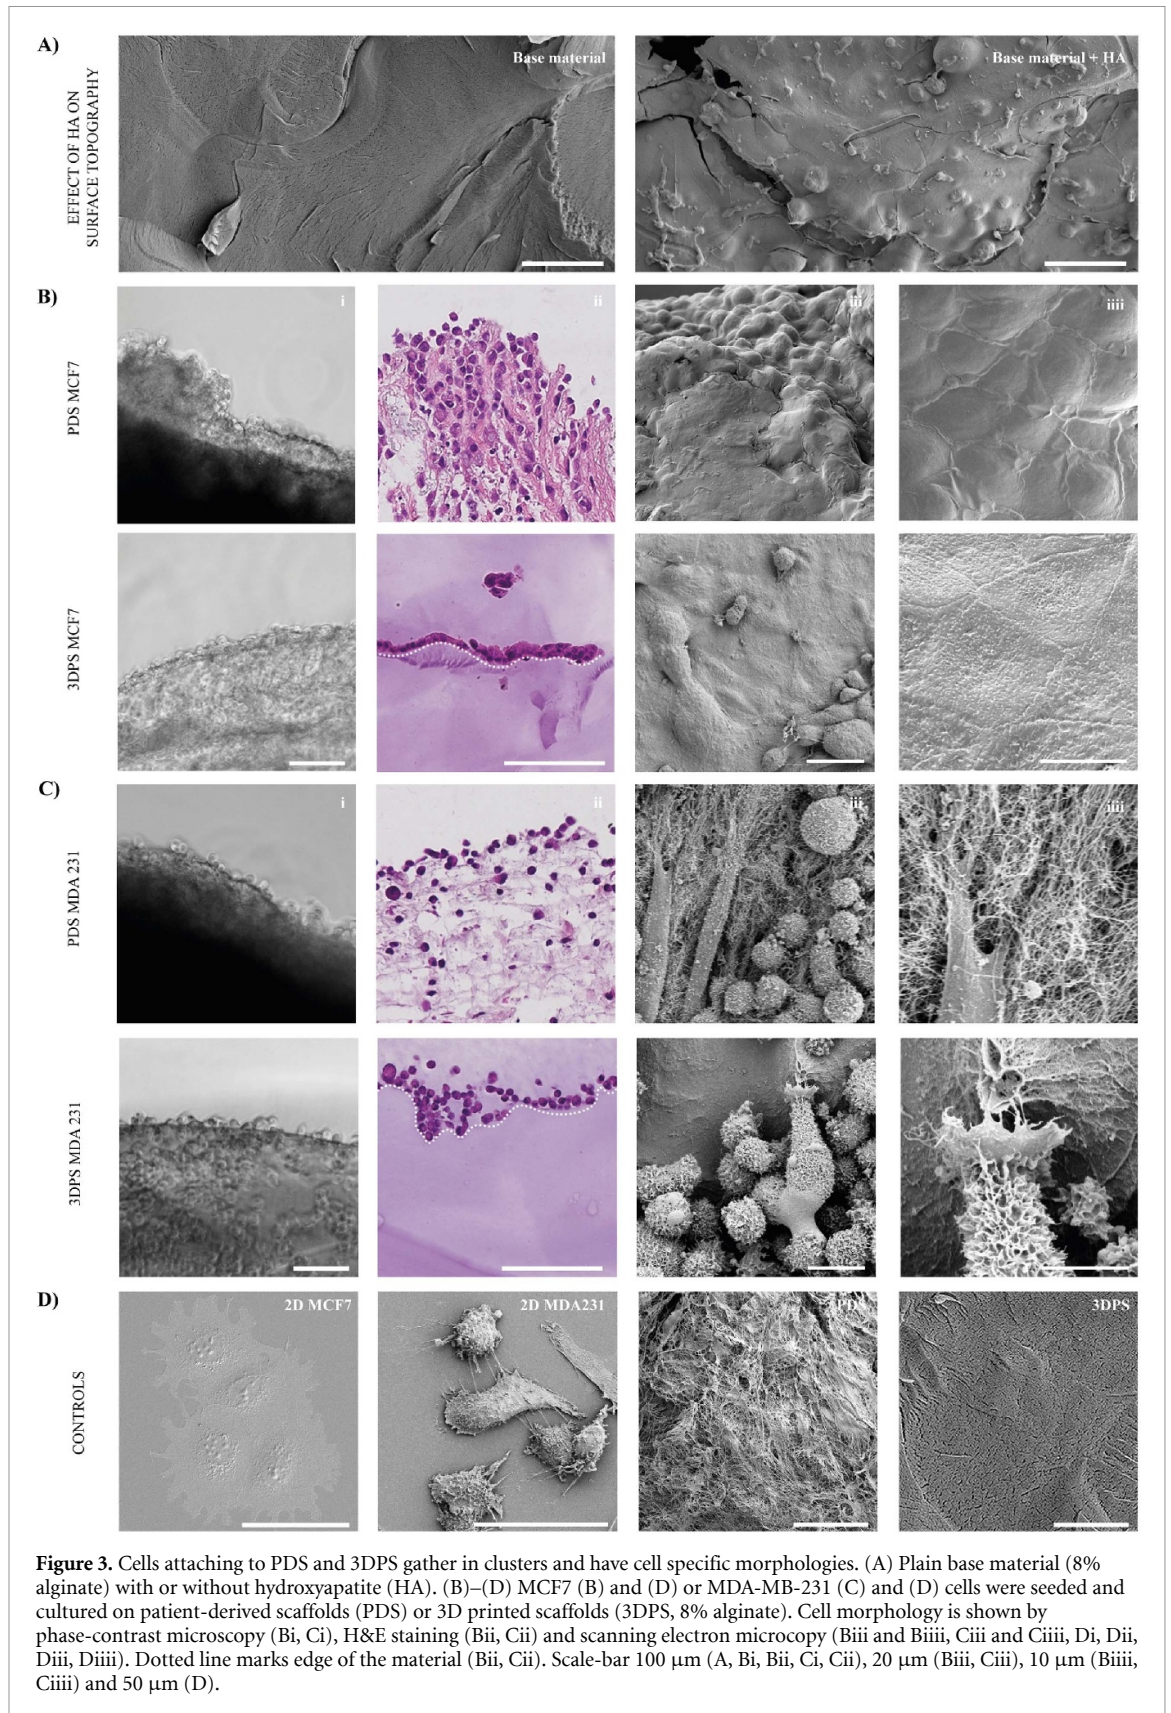 A)
EFFECT OF HA ON
SURFACE TOPOGRAPHY
Base material
Base material + HA
B)
PDS MCF7
i
ii
iii
iiii
3DPS MCF7
C)
PDS MDA 231
i
ii
iii
iiii
3DPS MDA 231
D)
CONTROLS
2D MCF7
2D MDA231
PDS
3DPS
Figure 3. Cells attaching to PDS and 3DPS gather in clusters and have cell specific morphologies. (A) Plain base material (8%
alginate) with or without hydroxyapatite (HA). (B)–(D) MCF7 (B) and (D) or MDA-MB-231 (C) and (D) cells were seeded and
cultured on patient-derived scaffolds (PDS) or 3D printed scaffolds (3DPS, 8% alginate). Cell morphology is shown by
phase-contrast microscopy (Bi, Ci), H&E staining (Bii, Cii) and scanning electron microcopy (Biii and Biiii, Ciii and Ciiii, Di, Dii,
Diii, Diiii). Dotted line marks edge of the material (Bii, Cii). Scale-bar 100 μm (A, Bi, Bii, Ci, Cii), 20 μm (Biii, Ciii), 10 μm (Biiii,
Ciiii) and 50 μm (D).